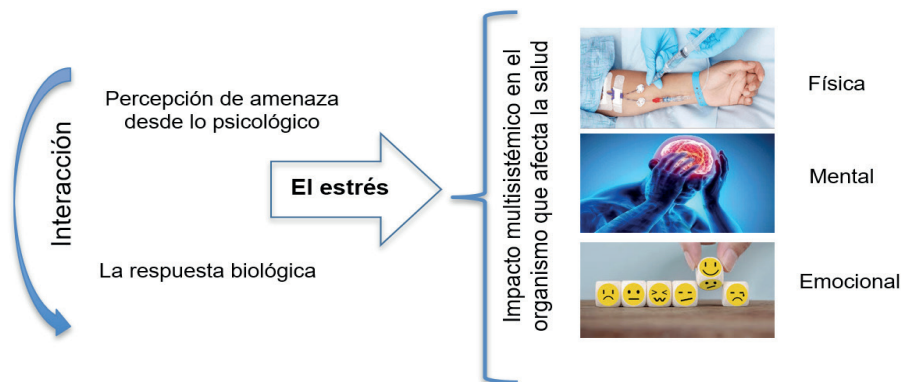 Interacción
Percepción de amenaza
desde lo psicológico
La respuesta biológica
El estrés
Impacto multisistémico en el
organismo que afecta la salud
Física
Mental
Emocional